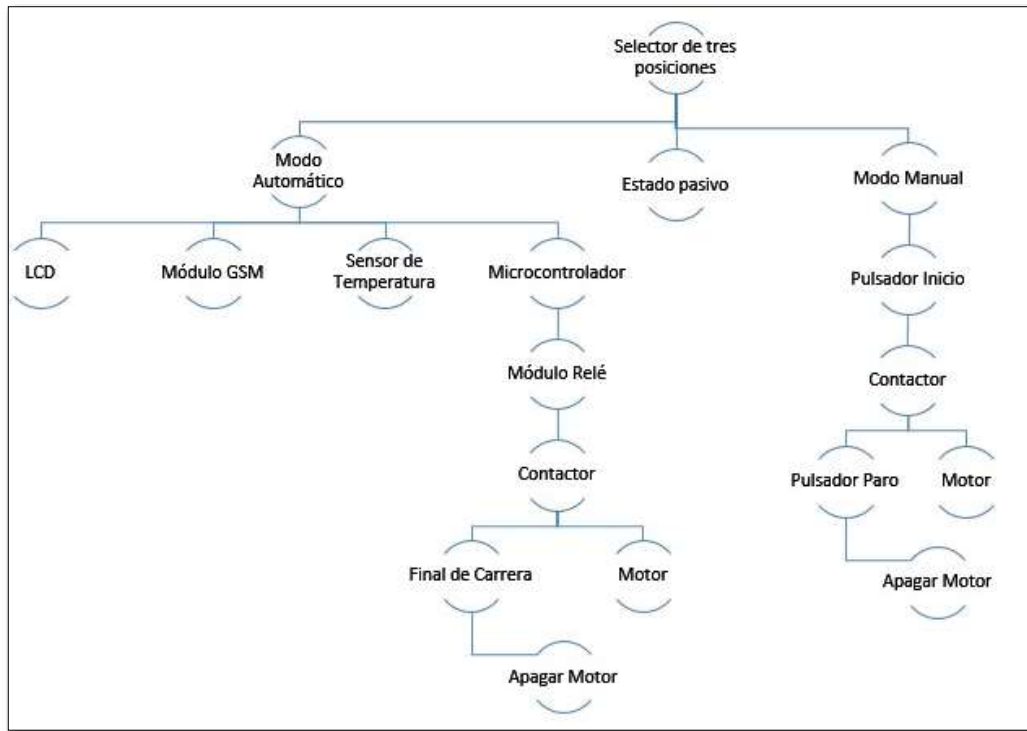 Selector de tres
posiciones
Modo
Automático
Estado pasivo
Modo Manual
LCD
Módulo GSM
Sensor de
Temperatura
Microcontrolador
Pulsador Inicio
Módulo Relé
Contactor
Contactor
Pulsador Paro
Motor
Final de Carrera
Motor
Apagar Motor
Apagar Motor